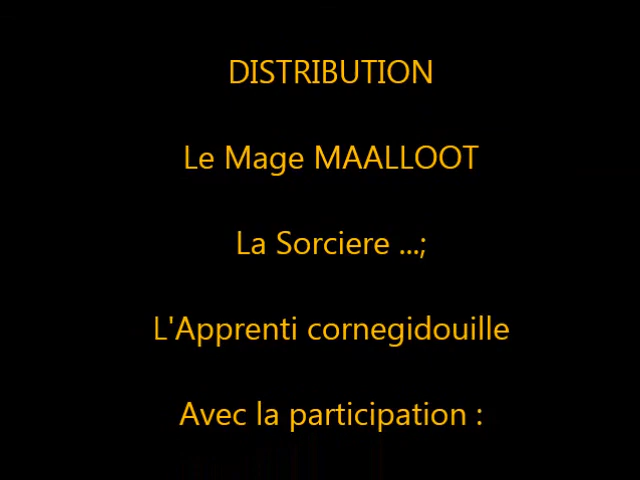 DISTRIBUTION
Le Mage MAALLOOT
La Sorciere ...;
L'Apprenti cornegidouille
Avec la participation :